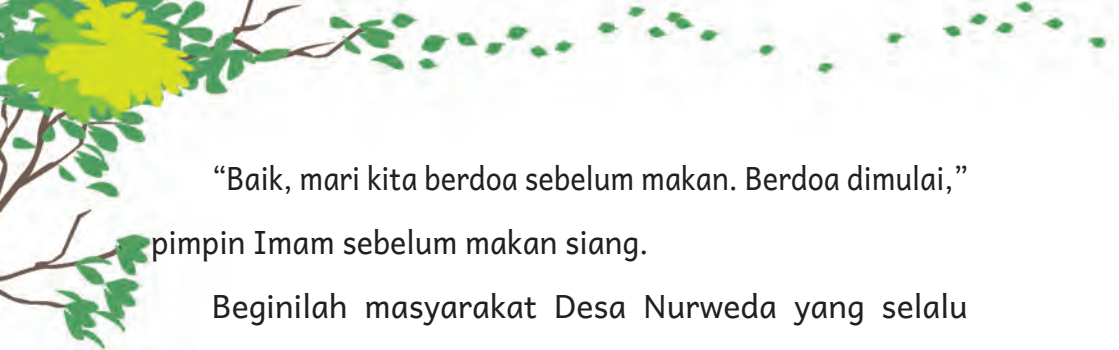 “Baik, mari kita berdoa sebelum makan. Berdoa dimulai,”
pimpin Imam sebelum makan siang.
Beginilah masyarakat Desa Nurweda yang selalu